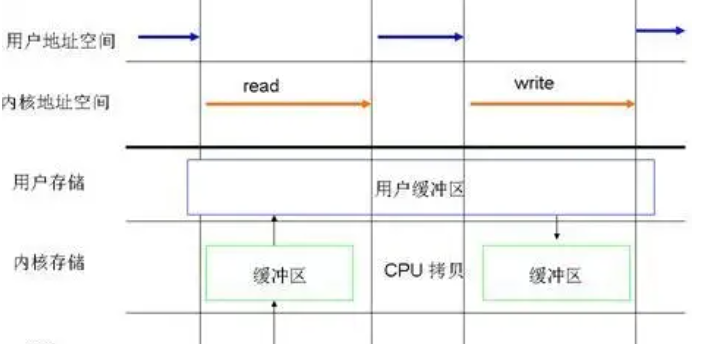 用户地址空间
内核地址空间
read
write
用户存储
用户缓冲区
内核存储
缓冲区
CPU 拷贝
缓冲区